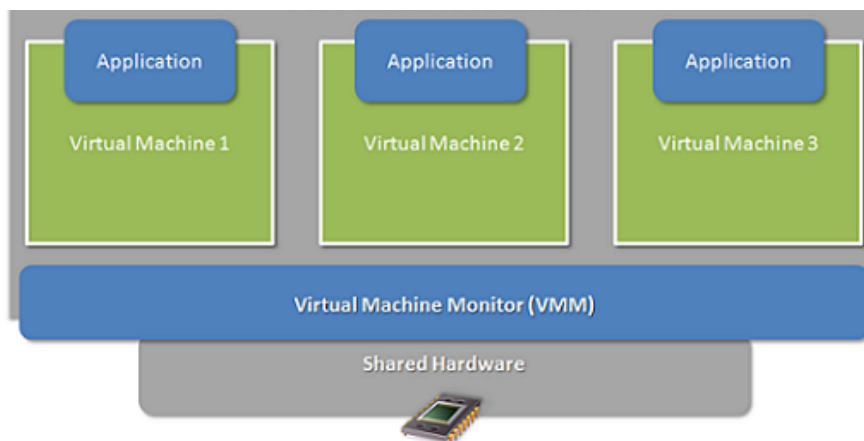 Application
Application
Application
Virtual Machine 1
Virtual Machine 2
Virtual Machine 3
Virtual Machine Monitor (VMM)
Shared Hardware